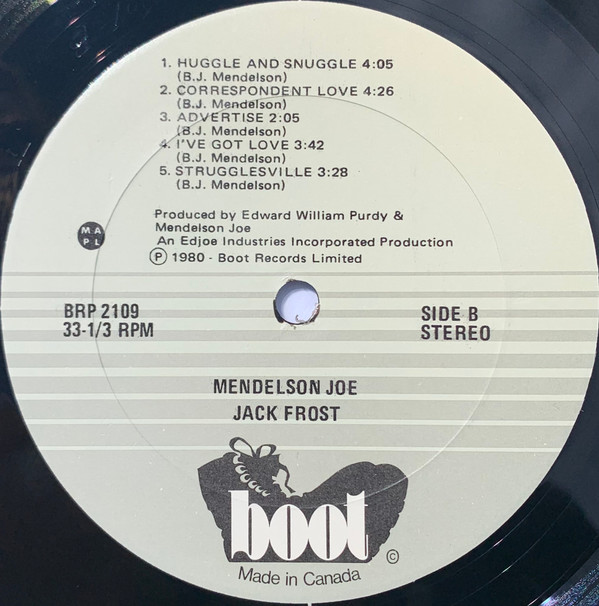 1. HUGGLE AND SNUGGLE 4:05
(B.J. Mendelson)
2. CORRESPONDENT LOVE 4:26
(B.J. Mendelson)
3. ADVERTISE 2:05
(B.J. Mendelson)
4. I'VE GOT LOVE 3:42
(B.J. Mendelson)
5. STRUGGLESVILLE 3:28
(B.J. Mendelson)
Produced by Edward William Purdy &
Mendelson Joe
An Edjoe Industries Incorporated Production
Ⓟ 1980 - Boot Records Limited
M A
P L
BRP 2109
33-1/3 RPM
SIDE B
STEREO
MENDELSON JOE
JACK FROST
boot
©
Made in Canada